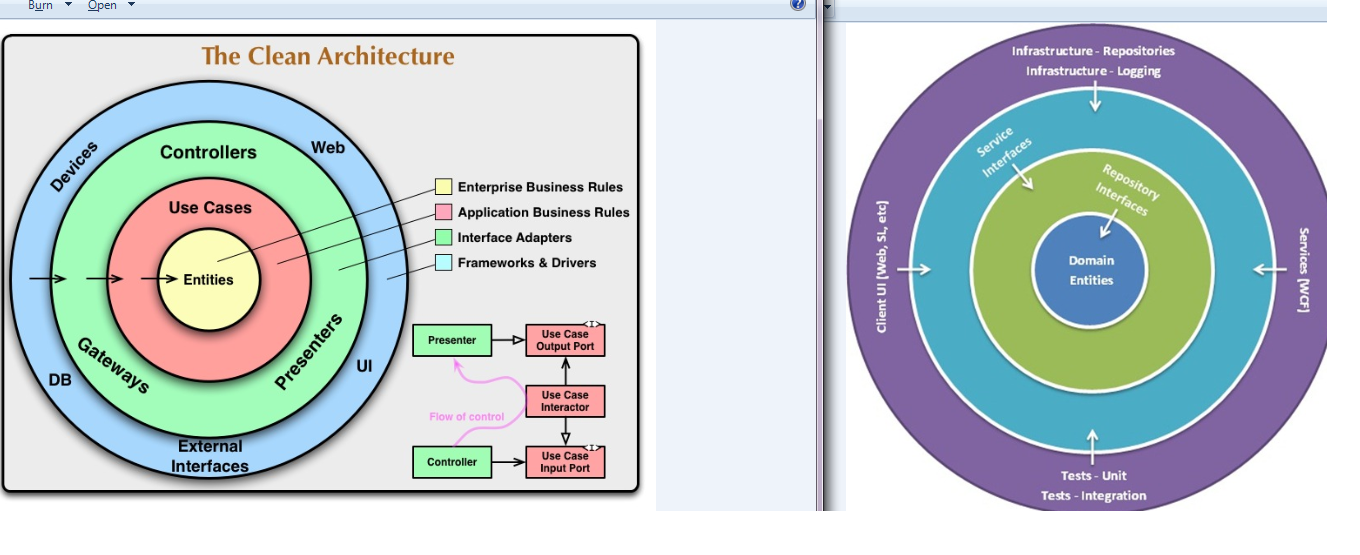 Burn
Open
The Clean Architecture
Devices
Web
Controllers
Use Cases
Entities
Gateways
Presenters
DB
UI
External
Interfaces
Enterprise Business Rules
Application Business Rules
Interface Adapters
Frameworks & Drivers
Presenter
Use Case
Output Port
<I>
Use Case
Interactor
Flow of control
Controller
Use Case
Input Port
<I>
Infrastructure - Repositories
Infrastructure - Logging
Service
Interfaces
Repository
Interfaces
Domain
Entities
Client UI [Web, SL, etc)
Services [WCF]
Tests - Unit
Tests - Integration